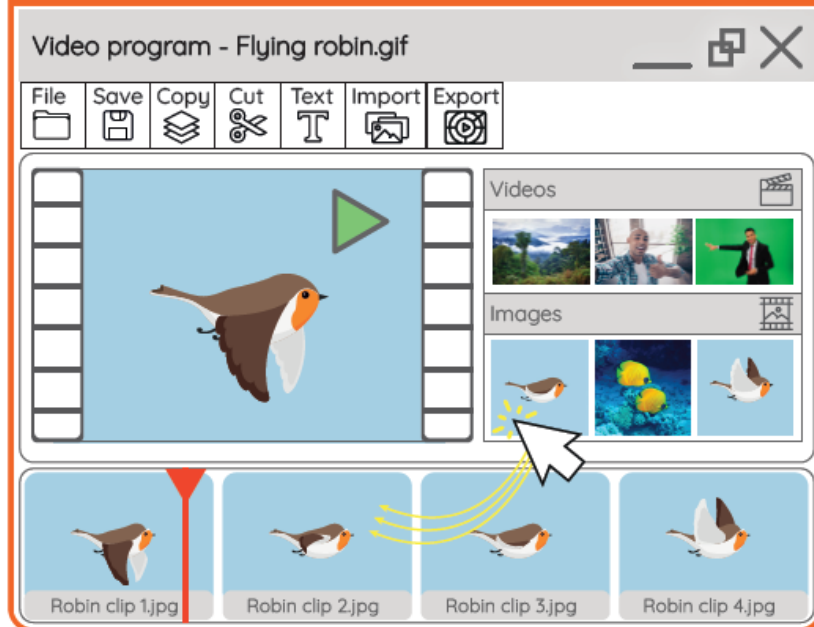 Video program - Flying robin.gif
File Save Copy Cut Text Import Export
Videos
Images
Robin clip 1.jpg Robin clip 2.jpg Robin clip 3.jpg Robin clip 4.jpg